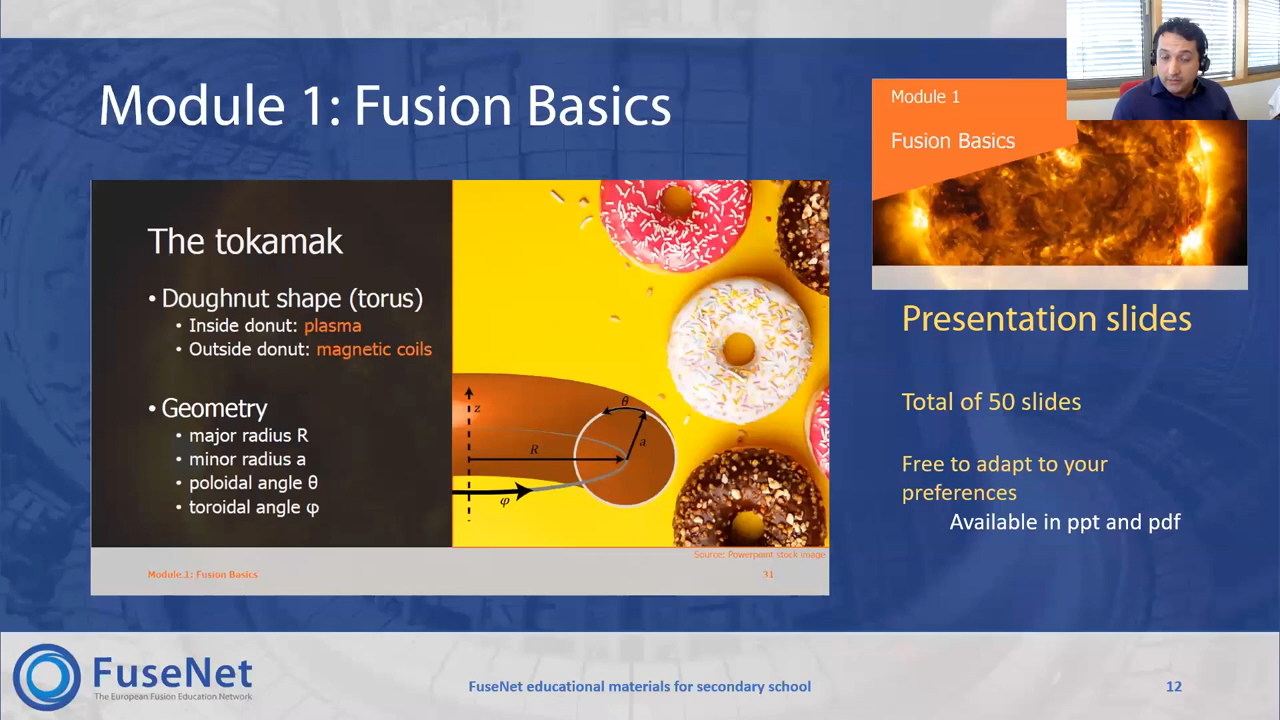 Module 1: Fusion Basics
Module 1
Fusion Basics
The tokamak
• Doughnut shape (torus)
• Inside donut: plasma
• Outside donut: magnetic coils
• Geometry
• major radius R
• minor radius a
• poloidal angle θ
• toroidal angle φ
z
θ
a
R
φ
Source: Powerpoint stock image
Module 1: Fusion Basics
31
Presentation slides
Total of 50 slides
Free to adapt to your
preferences
Available in ppt and pdf
FuseNet
The European Fusion Education Network
FuseNet educational materials for secondary school
12